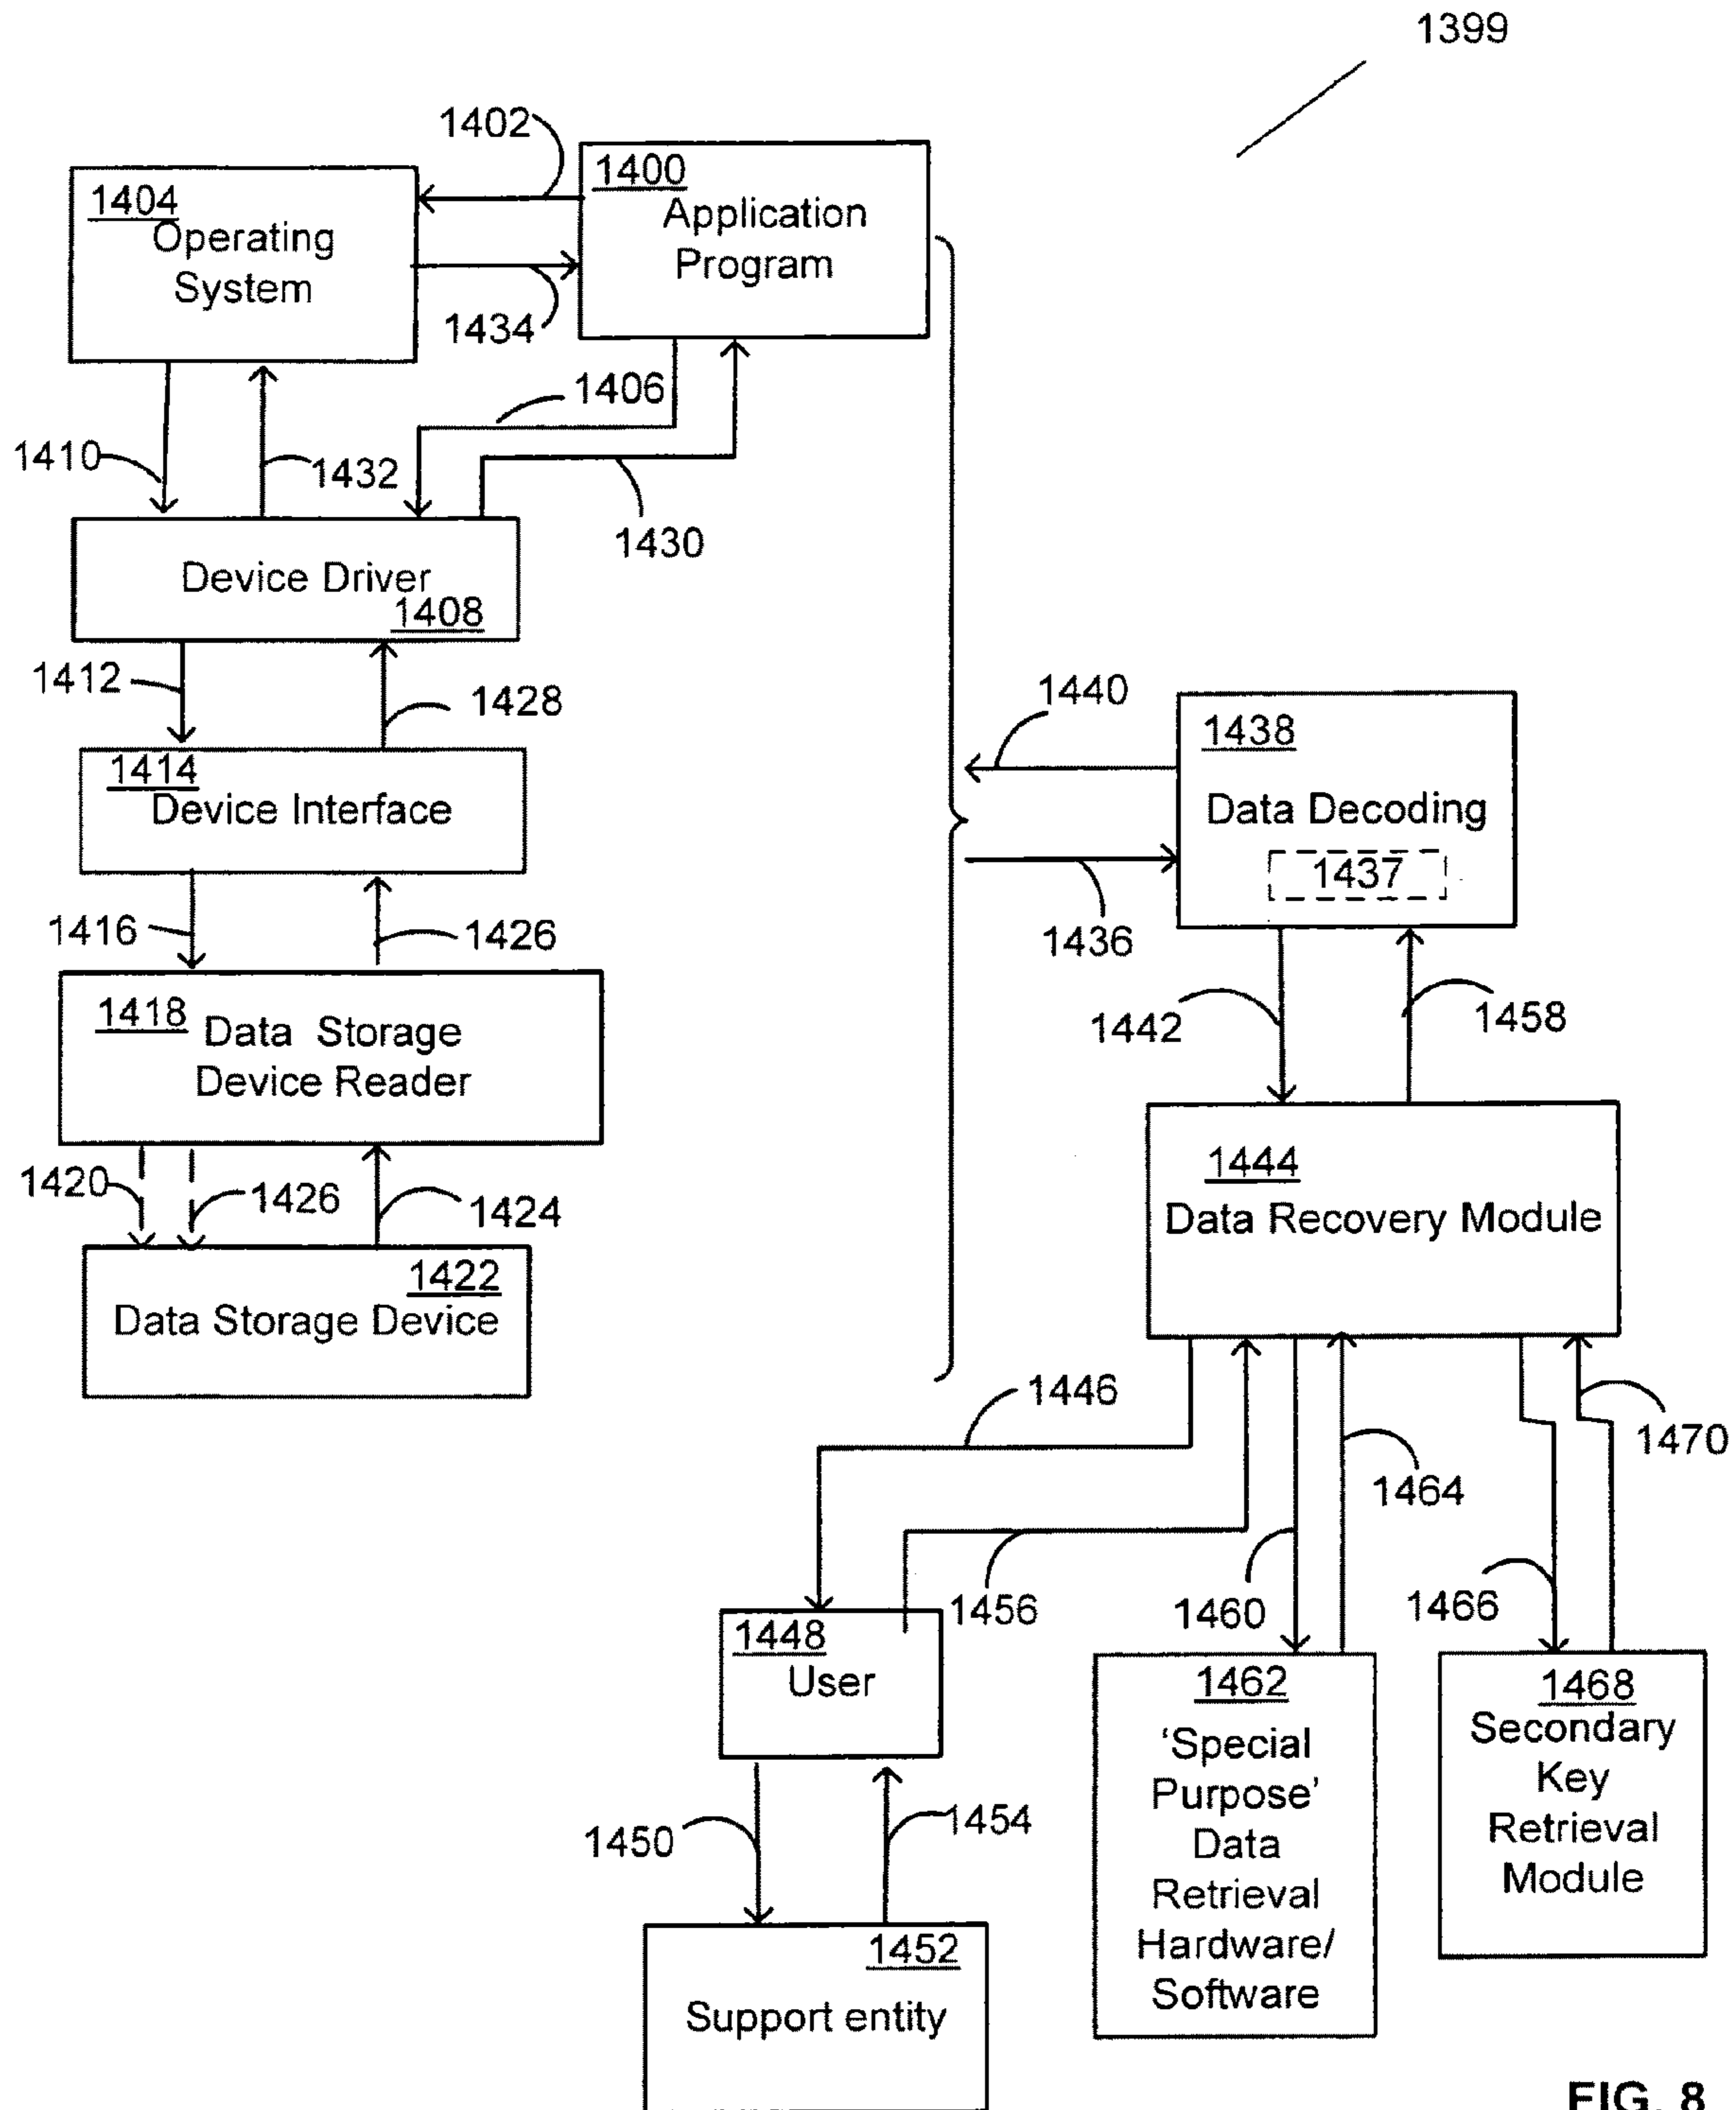 1399
1402
1400
Application
Program
1404
Operating
System
1434
1406
1410
1432
1430
Device Driver
1408
1412
1428
1440
1438
Data Decoding
1437
1414
Device Interface
1416
1426
1436
1442
1458
1418 Data Storage
Device Reader
1420
1426
1424
1444
Data Recovery Module
1422
Data Storage Device
1446
1470
1464
1456
1460
1466
1448
User
1462
'Special
Purpose'
Data
Retrieval
Hardware/
Software
1468
Secondary
Key
Retrieval
Module
1450
1454
1452
Support entity
FIG. 8